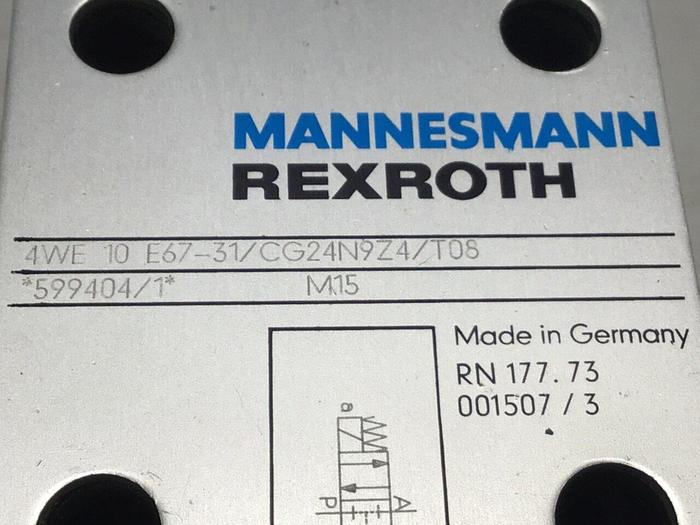 MANNESMANN
REXROTH
4WE 10 E67-31/CG24N9Z4/T08
*599404/1* M15
Made in Germany
RN 177.73
001507 / 3
a
P A